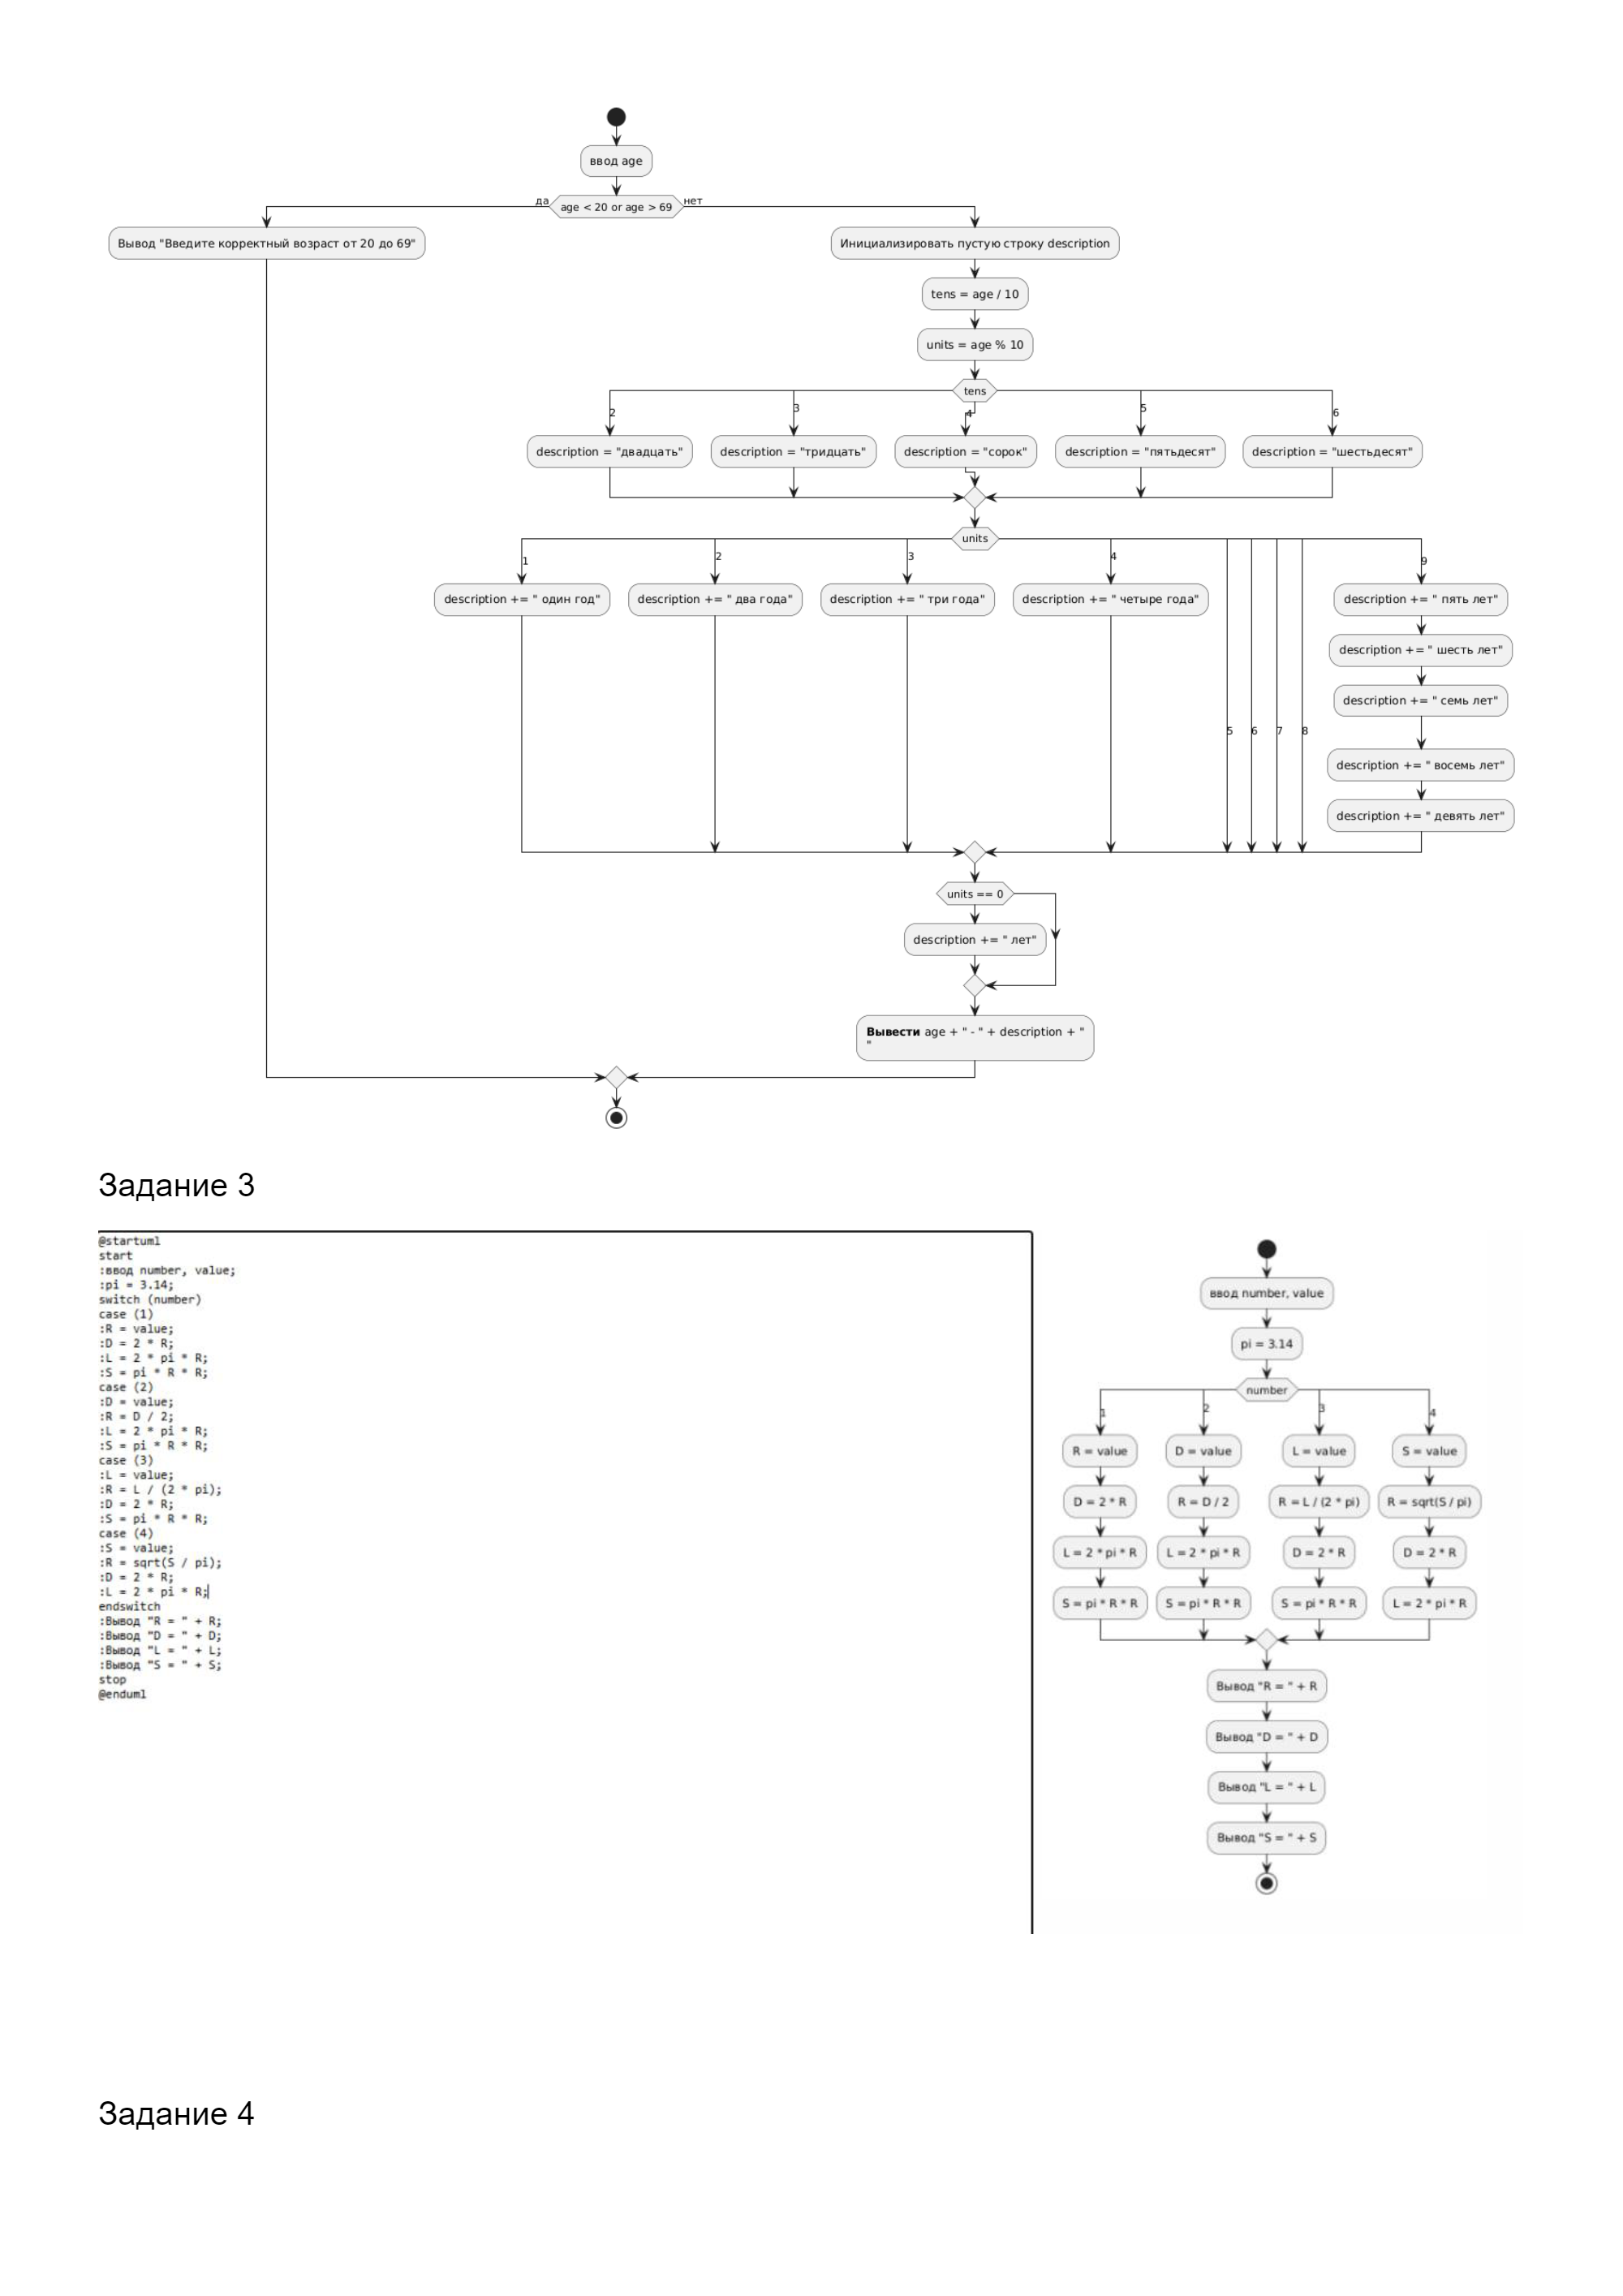 ввод age
да
age < 20 or age > 69
нет
Вывод "Введите корректный возраст от 20 до 69"
Инициализировать пустую строку description
tens = age / 10
units = age % 10
tens
2
3
4
5
6
description = "двадцать"
description = "тридцать"
description = "сорок"
description = "пятьдесят"
description = "шестьдесят"
units
1
2
3
4
9
description += " один год"
description += " два года"
description += " три года"
description += " четыре года"
description += " пять лет"
description += " шесть лет"
description += " семь лет"
5
6
7
8
description += " восемь лет"
description += " девять лет"
units == 0
description += " лет"
Вывести age + " - " + description + "
"
Задание 3
@startuml
start
:ввод number, value;
:pi = 3.14;
switch (number)
case (1)
:R = value;
:D = 2 * R;
:L = 2 * pi * R;
:S = pi * R * R;
case (2)
:D = value;
:R = D / 2;
:L = 2 * pi * R;
:S = pi * R * R;
case (3)
:L = value;
:R = L / (2 * pi);
:D = 2 * R;
:S = pi * R * R;
case (4)
:S = value;
:R = sqrt(S / pi);
:D = 2 * R;
:L = 2 * pi * R;
endswitch
:Вывод "R = " + R;
:Вывод "D = " + D;
:Вывод "L = " + L;
:Вывод "S = " + S;
stop
@enduml
ввод number, value
pi = 3.14
number
1
2
3
4
R = value
D = value
L = value
S = value
D = 2 * R
R = D / 2
R = L / (2 * pi)
R = sqrt(S / pi)
L = 2 * pi * R
L = 2 * pi * R
D = 2 * R
D = 2 * R
S = pi * R * R
S = pi * R * R
S = pi * R * R
L = 2 * pi * R
Вывод "R = " + R
Вывод "D = " + D
Вывод "L = " + L
Вывод "S = " + S
Задание 4